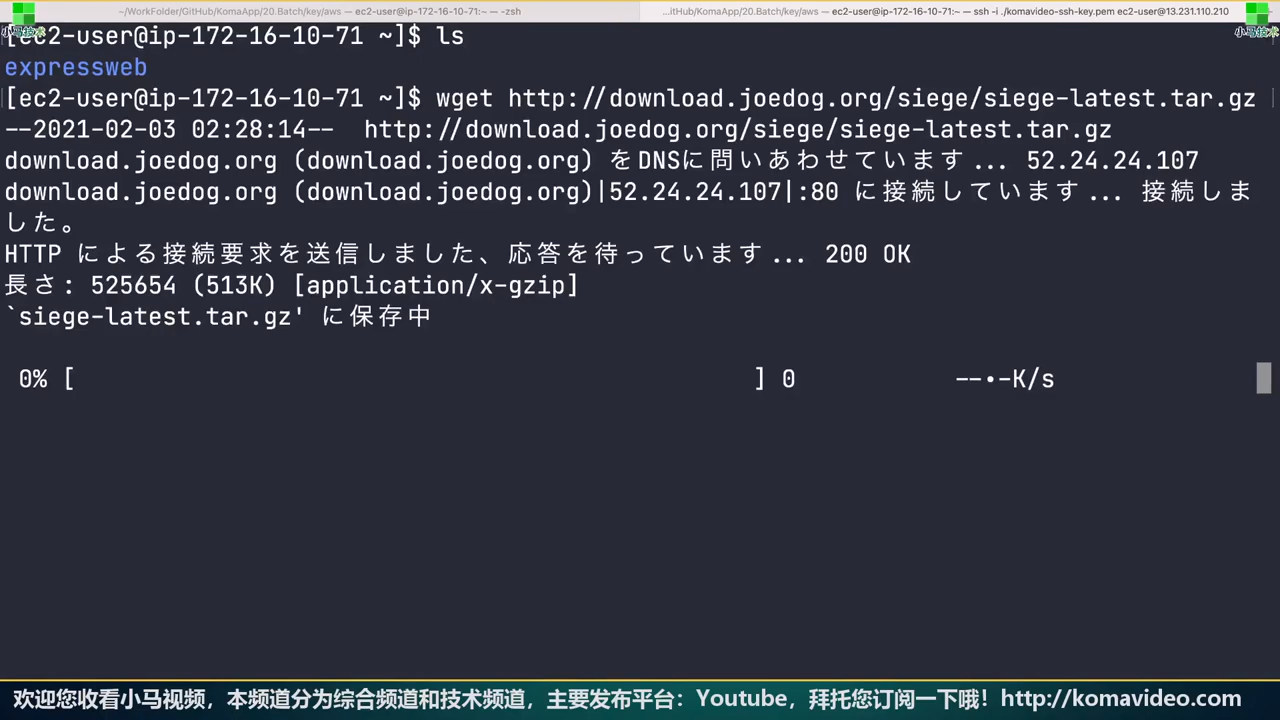 ~/WorkFolder/GitHub/KomaApp/20.Batch/key/aws — ec2-user@ip-172-16-10-71:~ — -zsh
...itHub/KomaApp/20.Batch/key/aws — ec2-user@ip-172-16-10-71:~ — ssh -i ./komavideo-ssh-key.pem ec2-user@13.231.110.210
小马技术
小马技术
[ec2-user@ip-172-16-10-71 ~]$ ls
expressweb
[ec2-user@ip-172-16-10-71 ~]$ wget http://download.joedog.org/siege/siege-latest.tar.gz
--2021-02-03 02:28:14--  http://download.joedog.org/siege/siege-latest.tar.gz
download.joedog.org (download.joedog.org) をDNSに問いあわせています... 52.24.24.107
download.joedog.org (download.joedog.org)|52.24.24.107|:80 に接続しています... 接続しま
した。
HTTP による接続要求を送信しました、応答を待っています... 200 OK
長さ: 525654 (513K) [application/x-gzip]
`siege-latest.tar.gz' に保存中
0% [                                                ] 0           --.-K/s
欢迎您收看小马视频，本频道分为综合频道和技术频道，主要发布平台：Youtube，拜托您订阅一下哦！http://komavideo.com